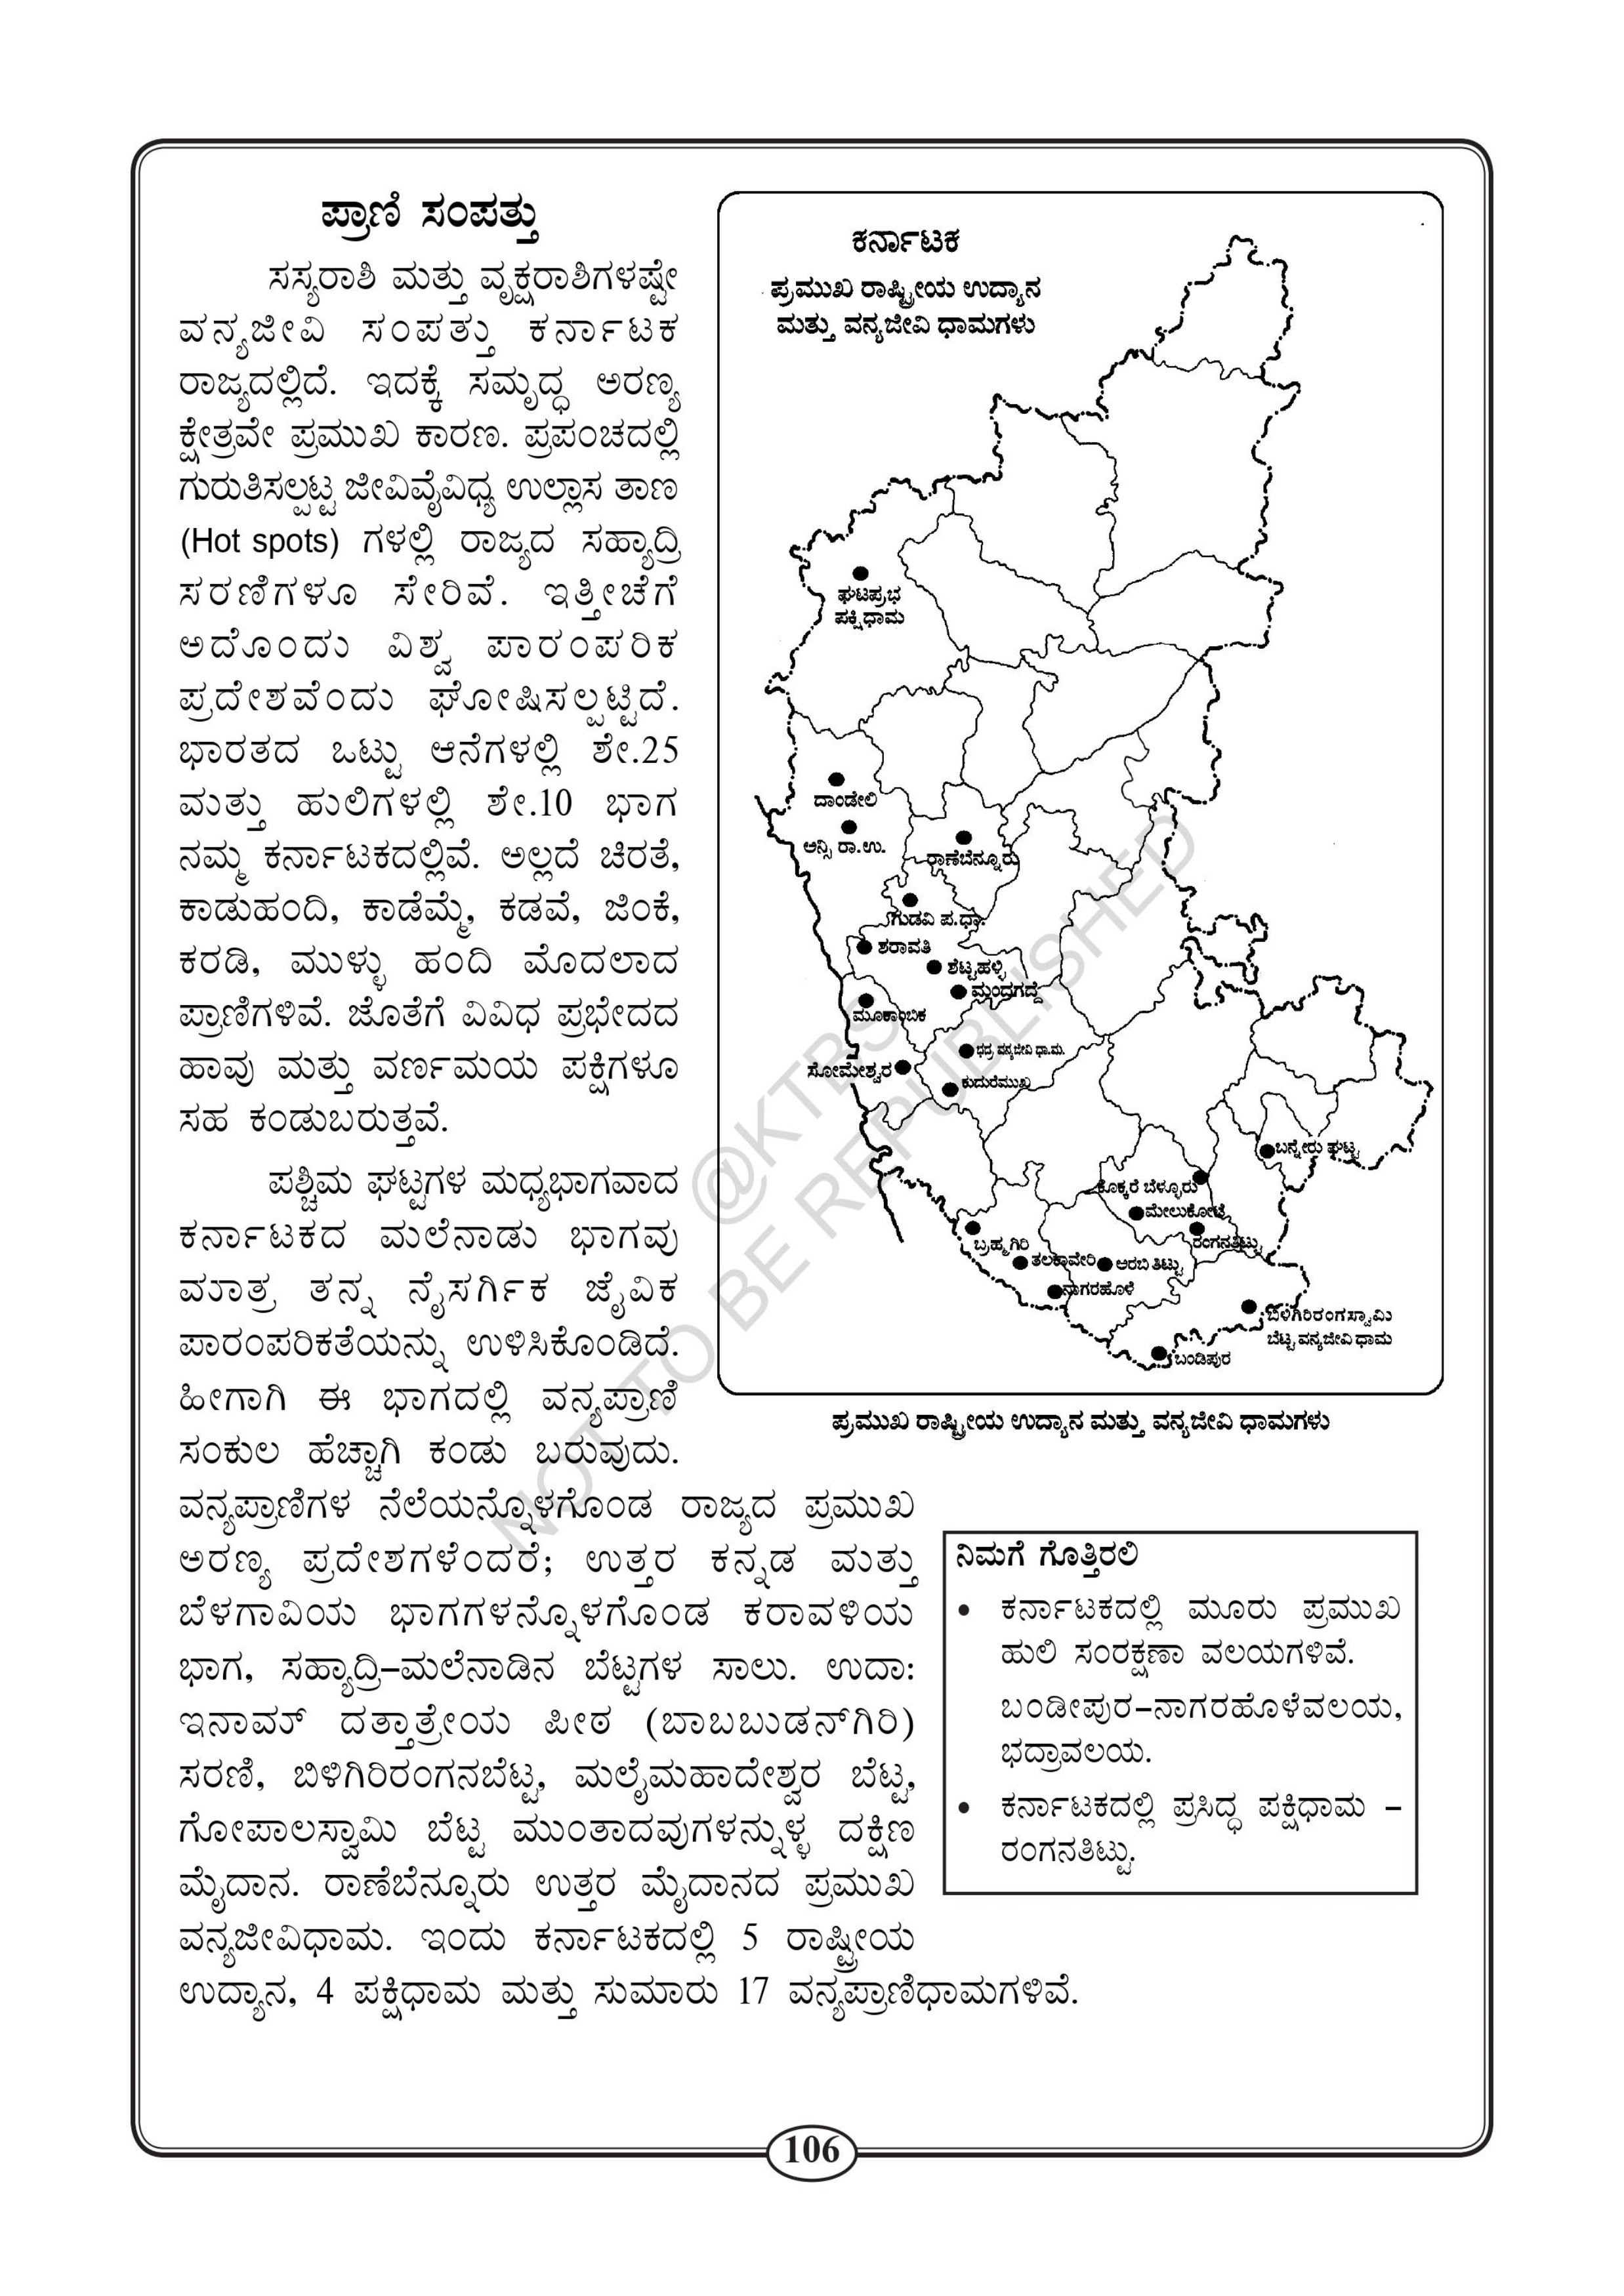 ಪ್ರಾಣಿ ಸಂಪತ್ತು
ಸಸ್ಯರಾಶಿ ಮತ್ತು ವೃಕ್ಷರಾಶಿಗಳಷ್ಟೇ
ವನ್ಯಜೀವಿ ಸಂಪತ್ತು ಕರ್ನಾಟಕ
ರಾಜ್ಯದಲ್ಲಿದೆ. ಇದಕ್ಕೆ ಸಮೃದ್ಧ ಅರಣ್ಯ
ಕ್ಷೇತ್ರವೇ ಪ್ರಮುಖ ಕಾರಣ. ಪ್ರಪಂಚದಲ್ಲಿ
ಗುರುತಿಸಲ್ಪಟ್ಟ ಜೀವಿವೈವಿಧ್ಯ ಉಲ್ಲಾಸ ತಾಣ
(Hot spots) ಗಳಲ್ಲಿ ರಾಜ್ಯದ ಸಹ್ಯಾದ್ರಿ
ಸರಣಿಗಳೂ ಸೇರಿವೆ. ಇತ್ತೀಚೆಗೆ
ಅದೊಂದು ವಿಶ್ವ ಪಾರಂಪರಿಕ
ಪ್ರದೇಶವೆಂದು ಘೋಷಿಸಲ್ಪಟ್ಟಿದೆ.
ಭಾರತದ ಒಟ್ಟು ಆನೆಗಳಲ್ಲಿ ಶೇ.25
ಮತ್ತು ಹುಲಿಗಳಲ್ಲಿ ಶೇ.10 ಭಾಗ
ನಮ್ಮ ಕರ್ನಾಟಕದಲ್ಲಿವೆ. ಅಲ್ಲದೆ ಚಿರತೆ,
ಕಾಡುಹಂದಿ, ಕಾಡೆಮ್ಮೆ, ಕಡವೆ, ಜಿಂಕೆ,
ಕರಡಿ, ಮುಳ್ಳು ಹಂದಿ ಮೊದಲಾದ
ಪ್ರಾಣಿಗಳಿವೆ. ಜೊತೆಗೆ ವಿವಿಧ ಪ್ರಭೇದದ
ಹಾವು ಮತ್ತು ವರ್ಣಮಯ ಪಕ್ಷಿಗಳೂ
ಸಹ ಕಂಡುಬರುತ್ತವೆ.
ಪಶ್ಚಿಮ ಘಟ್ಟಗಳ ಮಧ್ಯಭಾಗವಾದ
ಕರ್ನಾಟಕದ ಮಲೆನಾಡು ಭಾಗವು
ಮಾತ್ರ ತನ್ನ ನೈಸರ್ಗಿಕ ಜೈವಿಕ
ಪಾರಂಪರಿಕತೆಯನ್ನು ಉಳಿಸಿಕೊಂಡಿದೆ.
ಹೀಗಾಗಿ ಈ ಭಾಗದಲ್ಲಿ ವನ್ಯಪ್ರಾಣಿ
ಸಂಕುಲ ಹೆಚ್ಚಾಗಿ ಕಂಡು ಬರುವುದು.
ವನ್ಯಪ್ರಾಣಿಗಳ ನೆಲೆಯನ್ನೊಳಗೊಂಡ ರಾಜ್ಯದ ಪ್ರಮುಖ
ಅರಣ್ಯ ಪ್ರದೇಶಗಳೆಂದರೆ; ಉತ್ತರ ಕನ್ನಡ ಮತ್ತು
ಬೆಳಗಾವಿಯ ಭಾಗಗಳನ್ನೊಳಗೊಂಡ ಕರಾವಳಿಯ
ಭಾಗ, ಸಹ್ಯಾದ್ರಿ–ಮಲೆನಾಡಿನ ಬೆಟ್ಟಗಳ ಸಾಲು. ಉದಾ:
ಇನಾಮ್ ದತ್ತಾತ್ರೇಯ ಪೀಠ (ಬಾಬಬುಡನ್‌ಗಿರಿ)
ಸರಣಿ, ಬಿಳಿಗಿರಿರಂಗನಬೆಟ್ಟ, ಮಲೈಮಹಾದೇಶ್ವರ ಬೆಟ್ಟ,
ಗೋಪಾಲಸ್ವಾಮಿ ಬೆಟ್ಟ ಮುಂತಾದವುಗಳನ್ನುಳ್ಳ ದಕ್ಷಿಣ
ಮೈದಾನ. ರಾಣೆಬೆನ್ನೂರು ಉತ್ತರ ಮೈದಾನದ ಪ್ರಮುಖ
ವನ್ಯಜೀವಿಧಾಮ. ಇಂದು ಕರ್ನಾಟಕದಲ್ಲಿ 5 ರಾಷ್ಟ್ರೀಯ
ಉದ್ಯಾನ, 4 ಪಕ್ಷಿಧಾಮ ಮತ್ತು ಸುಮಾರು 17 ವನ್ಯಪ್ರಾಣಿಧಾಮಗಳಿವೆ.
ಕರ್ನಾಟಕ
ಪ್ರಮುಖ ರಾಷ್ಟ್ರೀಯ ಉದ್ಯಾನ
ಮತ್ತು ವನ್ಯಜೀವಿ ಧಾಮಗಳು
ಘಟಪ್ರಭ
ಪಕ್ಷಿಧಾಮ
ದಾಂಡೇಲಿ
ಅನ್ಸಿ ರಾ.ಉ.
ರಾಣೆಬೆನ್ನೂರು
ಗುಡವಿ ಪ.ಧಾ.
ಶರಾವತಿ
ಶೆಟ್ಟಹಳ್ಳಿ
ಮಂದ್ರಗದ್ದೆ
ಮೂಕಾಂಬಿಕ
ಭದ್ರ ವನ್ಯಜೀವಿ ಧಾ.ಮ.
ಸೋಮೇಶ್ವರ
ಕುದುರೆಮುಖ
ಬನ್ನೇರು ಘಟ್ಟ
ಕೊಕ್ಕರೆ ಬೆಳ್ಳೂರು
ಮೇಲುಕೋಟೆ
ರಂಗನತಿಟ್ಟು
ಬ್ರಹ್ಮಗಿರಿ
ತಲಕಾವೇರಿ
ಅರಬಿತಿಟ್ಟು
ನಾಗರಹೊಳೆ
ಬಿಳಿಗಿರಿರಂಗಸ್ವಾಮಿ
ಬೆಟ್ಟ ವನ್ಯಜೀವಿ ಧಾಮ
ಬಂಡಿಪುರ
ಪ್ರಮುಖ ರಾಷ್ಟ್ರೀಯ ಉದ್ಯಾನ ಮತ್ತು ವನ್ಯಜೀವಿ ಧಾಮಗಳು
ನಿಮಗೆ ಗೊತ್ತಿರಲಿ
• ಕರ್ನಾಟಕದಲ್ಲಿ ಮೂರು ಪ್ರಮುಖ
ಹುಲಿ ಸಂರಕ್ಷಣಾ ವಲಯಗಳಿವೆ.
ಬಂಡೀಪುರ–ನಾಗರಹೊಳೆವಲಯ,
ಭದ್ರಾವಲಯ.
• ಕರ್ನಾಟಕದಲ್ಲಿ ಪ್ರಸಿದ್ಧ ಪಕ್ಷಿಧಾಮ –
ರಂಗನತಿಟ್ಟು.
@KTBS
NOT TO BE REPUBLISHED
106